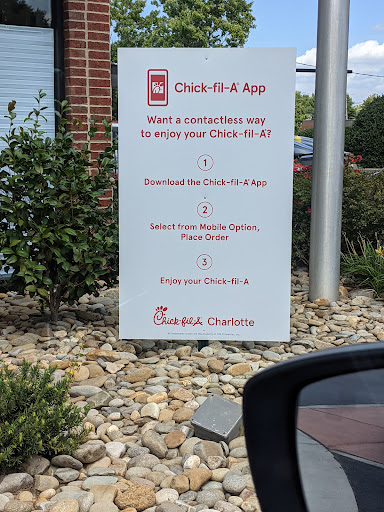 Chick-fil-A® App
Want a contactless way
to enjoy your Chick-fil-A?
1
Download the Chick-fil-A® App
2
Select from Mobile Option,
Place Order
3
Enjoy your Chick-fil-A
Chick-fil-A Charlotte